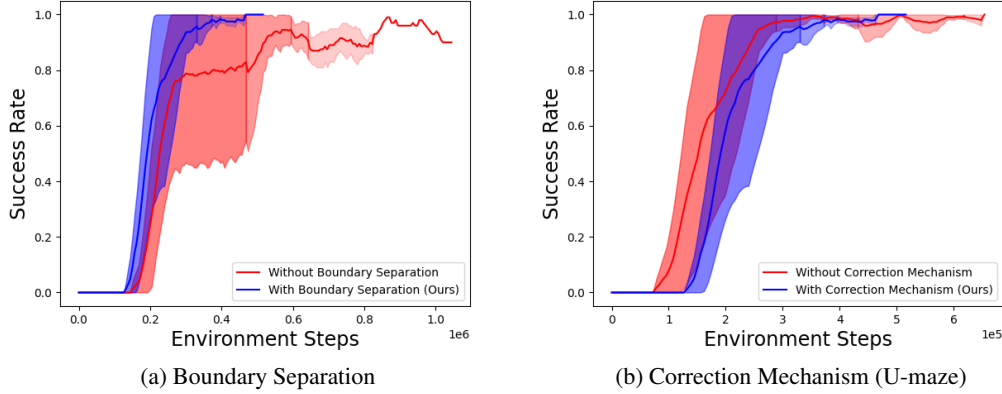 Success Rate
1.0
0.8
0.6
0.4
0.2
0.0
Without Boundary Separation
With Boundary Separation (Ours)
0.0 0.2 0.4 0.6 0.8 1.0
1e6
Environment Steps
(a) Boundary Separation
Success Rate
1.0
0.8
0.6
0.4
0.2
0.0
Without Correction Mechanism
With Correction Mechanism (Ours)
0 1 2 3 4 5 6
1e5
Environment Steps
(b) Correction Mechanism (U-maze)